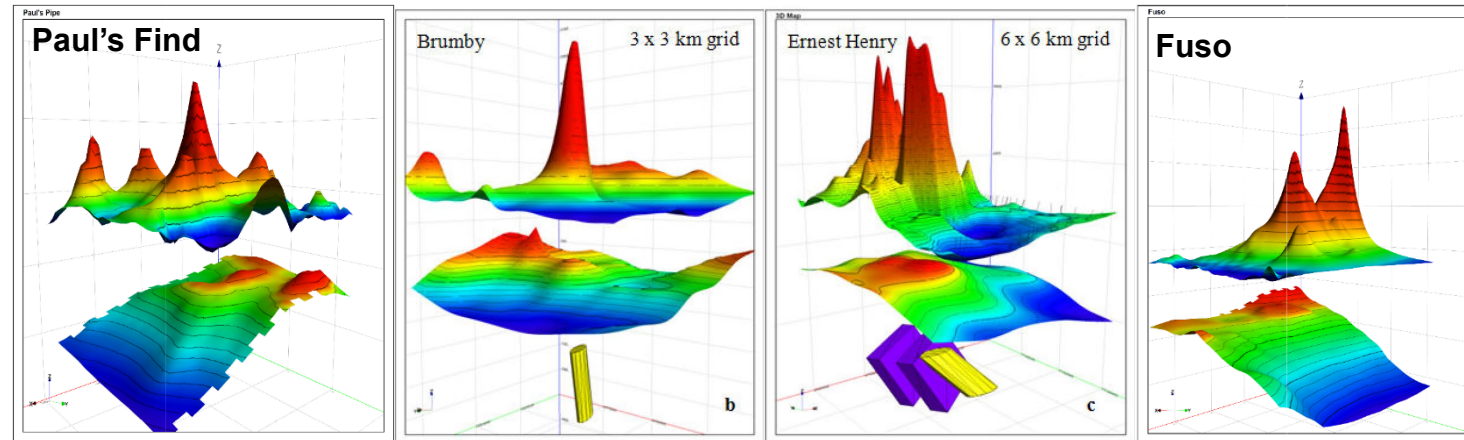 Paul's Pipe
Paul's Find
Z
Brumby
3 x 3 km grid
b
3D Map
Ernest Henry
6 x 6 km grid
c
Fuso
Fuso
Z